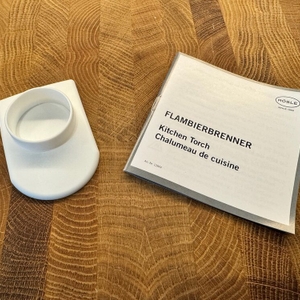 RÖSLE
FLAMBIERBRENNER
Kitchen Torch
Chalumeau de cuisine